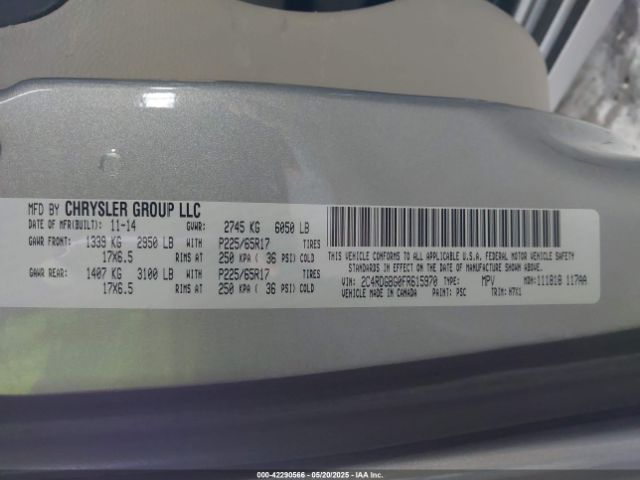 MFD BY CHRYSLER GROUP LLC
DATE OF MFR(BUILT): 11-14 GVWR: 2745 KG 6050 LB
GAWR FRONT: 1339 KG 2950 LB WITH P225/65R17 TIRES
17X6.5 RIMS AT 250 KPA ( 36 PSI) COLD
GAWR REAR: 1407 KG 3100 LB WITH P225/65R17 TIRES
17X6.5 RIMS AT 250 KPA ( 36 PSI) COLD
THIS VEHICLE CONFORMS TO ALL APPLICABLE U.S.A. FEDERAL MOTOR VEHICLE SAFETY
STANDARDS IN EFFECT ON THE DATE OF MANUFACTURE SHOWN ABOVE.
VIN: 2C4RDGBG0FR615970 TYPE: MPV MDH:111818 117AA
VEHICLE MADE IN CANADA PAINT: PSC TRIM: H7X1
000-42290566 - 05/20/2025 - IAA Inc.